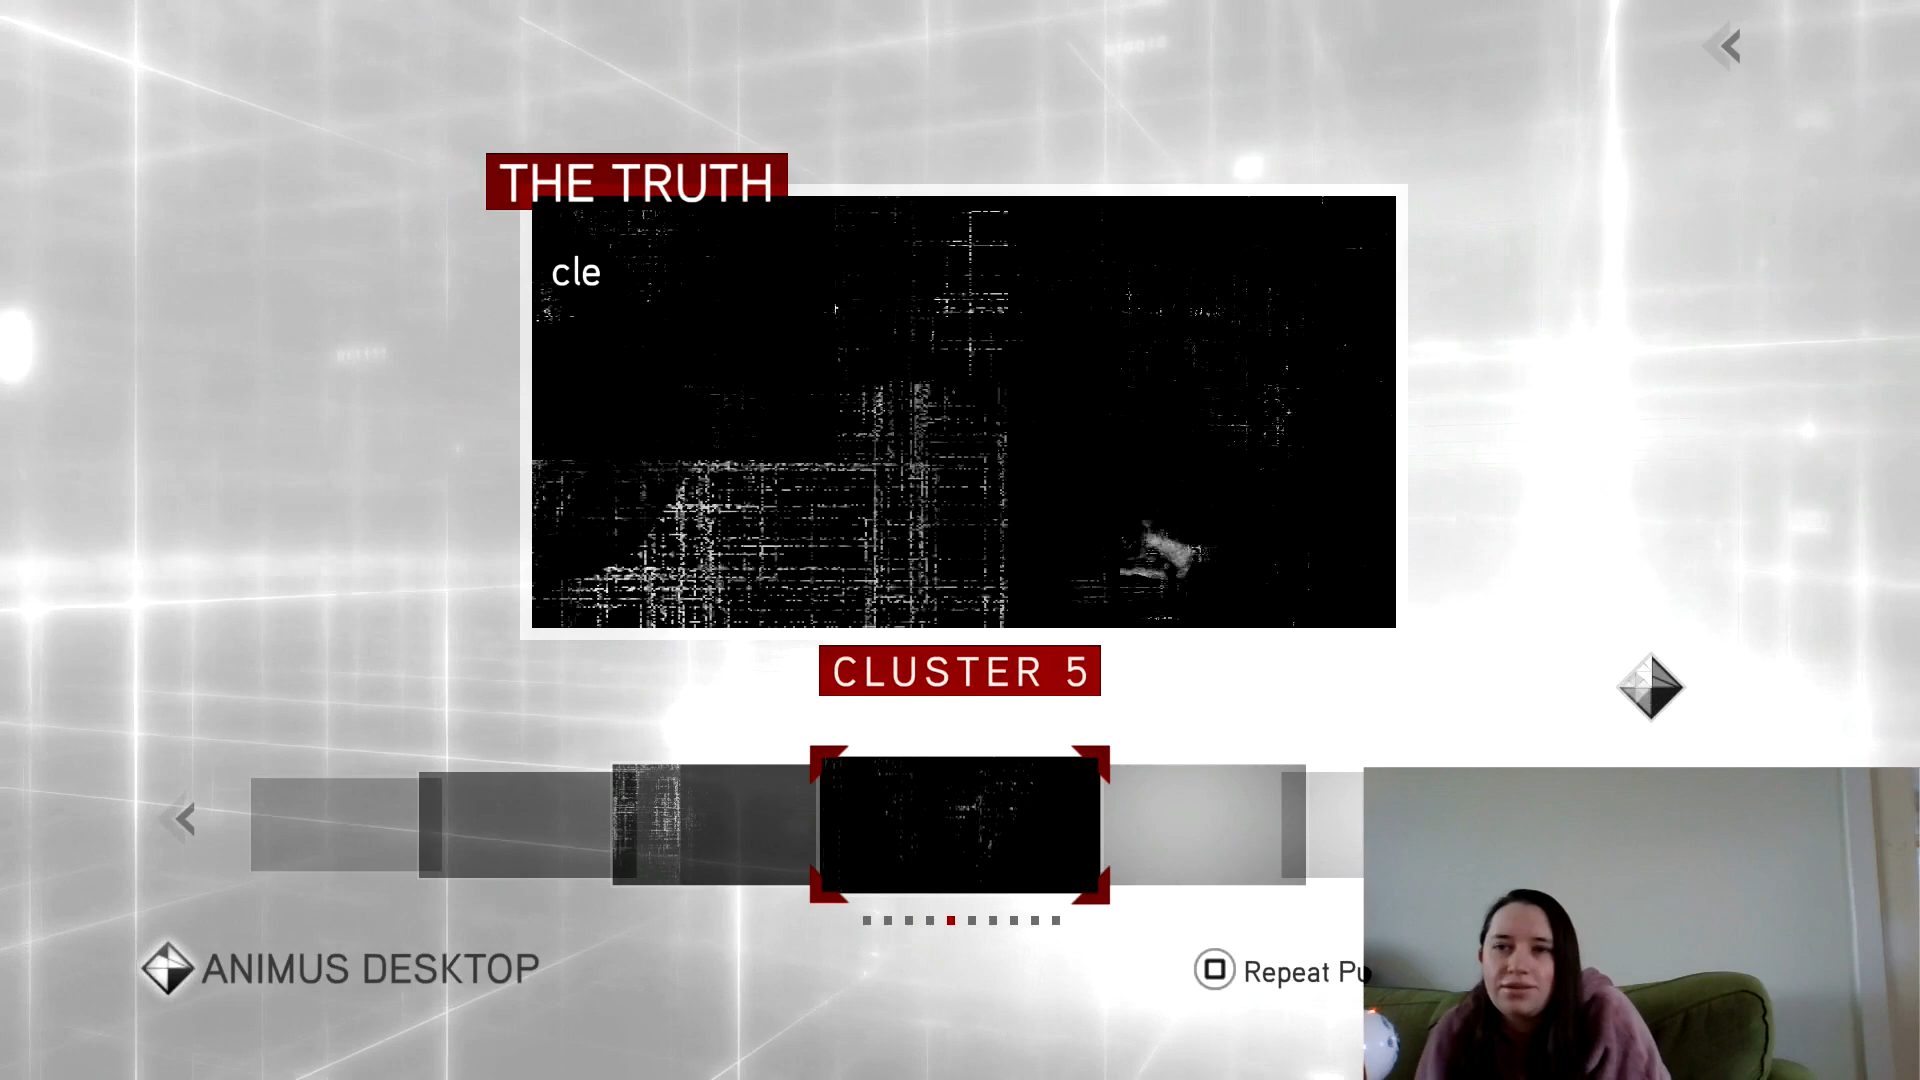 THE TRUTH
cle
CLUSTER 5
ANIMUS DESKTOP
Repeat Pu